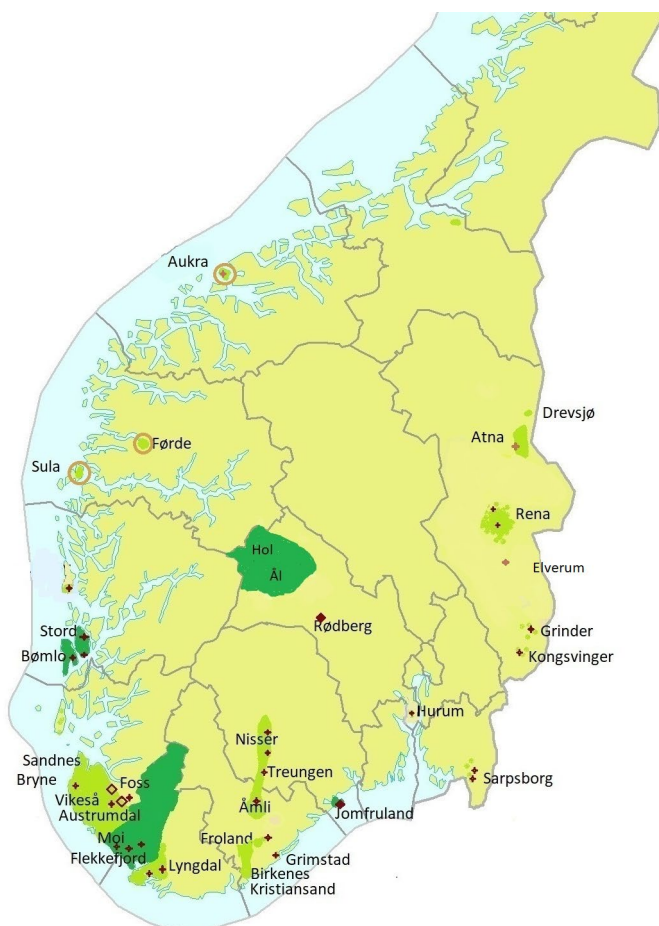 Aukra
Drevsjø
Atna
Førde
Sula
Rena
Hol
Ål
Elverum
Rødberg
Grinder
Stord
Bømlo
Kongsvinger
Hurum
Nisser
Sandnes
Bryne
Foss
Treungen
Sarpsborg
Vikeså
Austrumdal
Åmli
Jomfruland
Moi
Froland
Flekkefjord
Grimstad
Lyngdal
Birkenes
Kristiansand